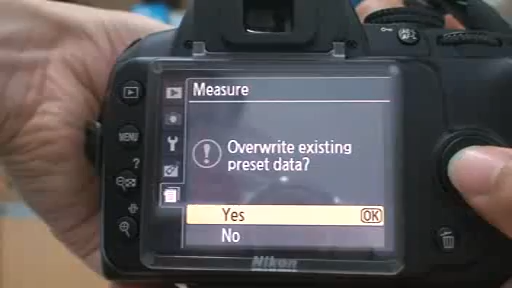 Measure
MENU
?
Overwrite existing
preset data?
Yes OK
No
Nikon